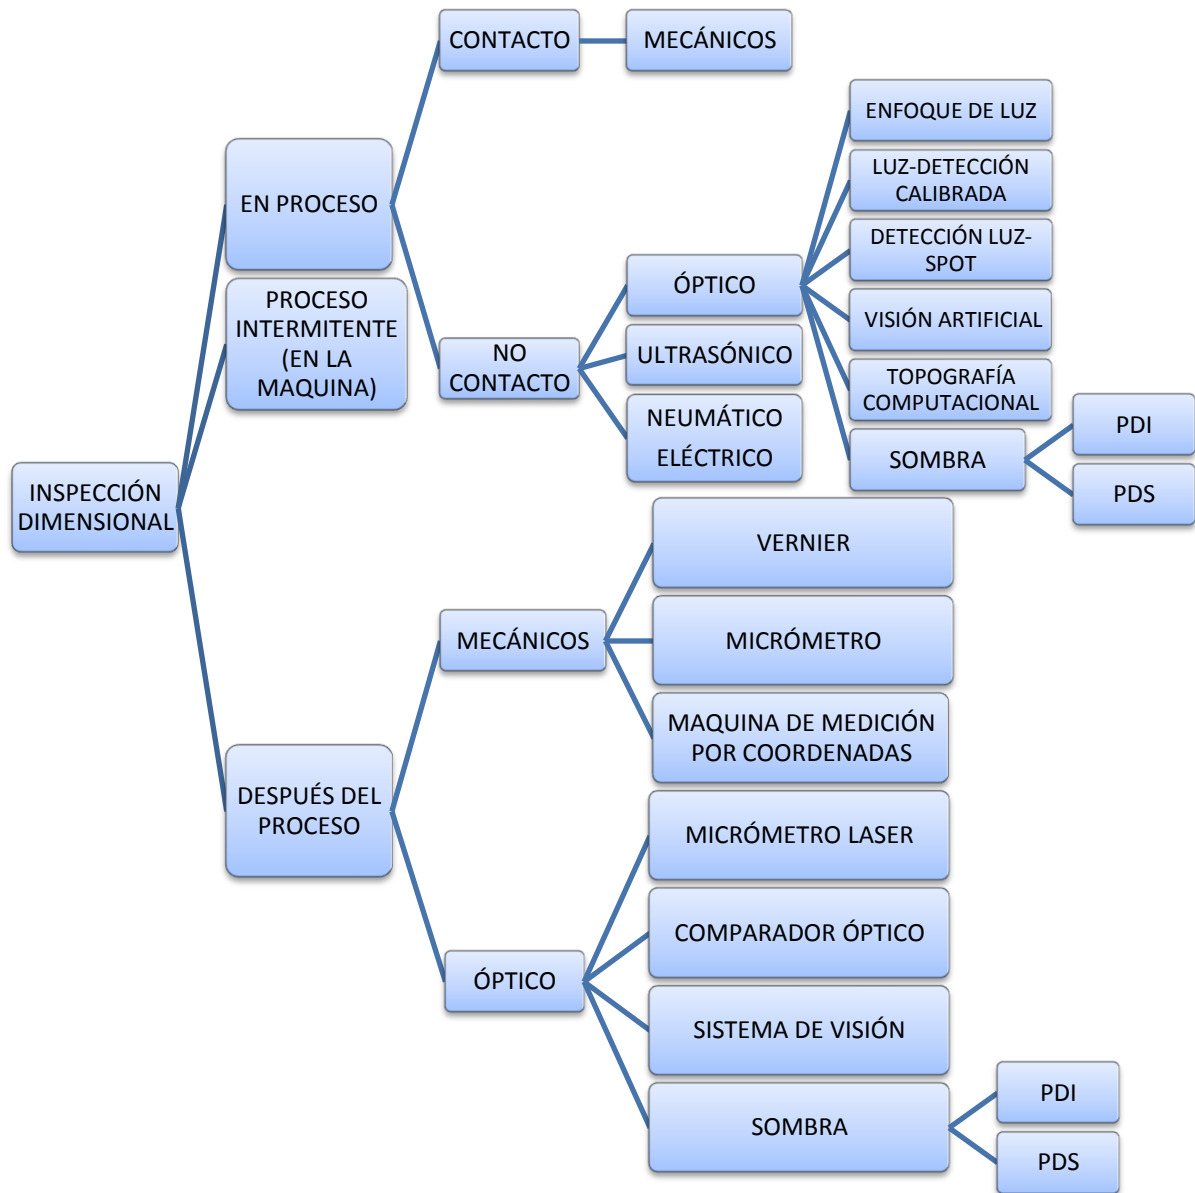 INSPECCIÓN
DIMENSIONAL
EN PROCESO
CONTACTO
MECÁNICOS
NO
CONTACTO
ÓPTICO
ENFOQUE DE LUZ
LUZ-DETECCIÓN
CALIBRADA
DETECCIÓN LUZ-
SPOT
VISIÓN ARTIFICIAL
TOPOGRAFÍA
COMPUTACIONAL
SOMBRA
PDI
PDS
ULTRASÓNICO
NEUMÁTICO
ELÉCTRICO
PROCESO
INTERMITENTE
(EN LA
MAQUINA)
DESPUÉS DEL
PROCESO
MECÁNICOS
VERNIER
MICRÓMETRO
MAQUINA DE MEDICIÓN
POR COORDENADAS
ÓPTICO
MICRÓMETRO LASER
COMPARADOR ÓPTICO
SISTEMA DE VISIÓN
SOMBRA
PDI
PDS